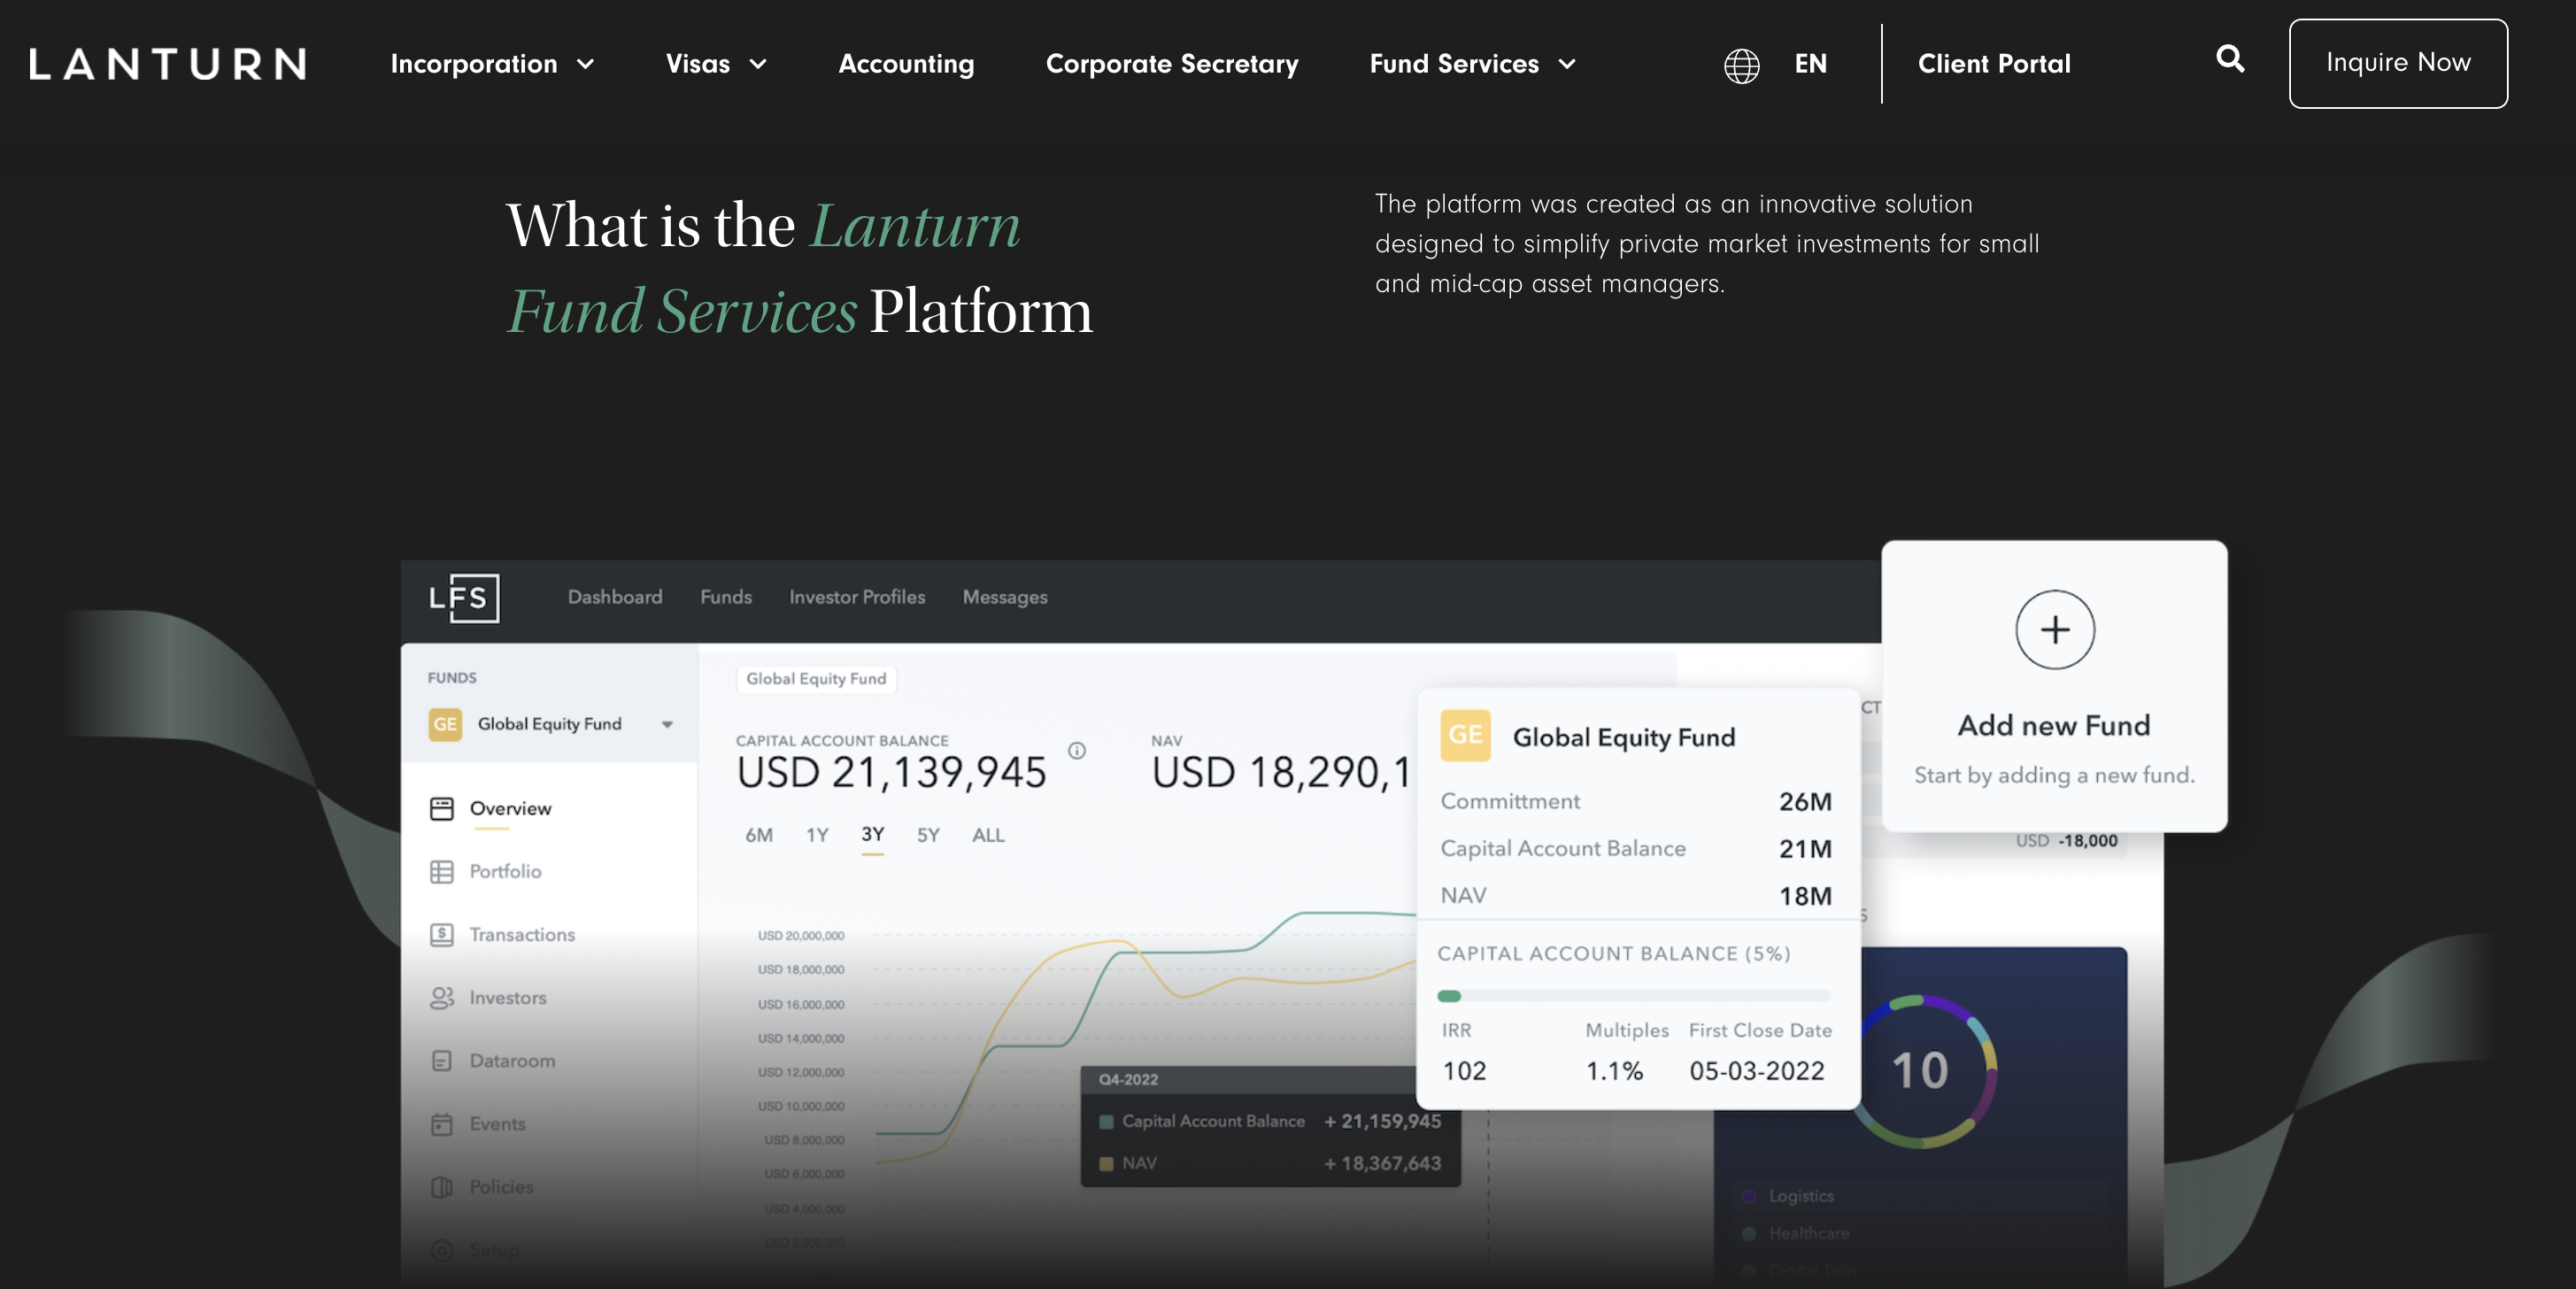 LANTURN
Incorporation
Visas
Accounting
Corporate Secretary
Fund Services
EN
Client Portal
Inquire Now
What is the Lanturn
Fund Services Platform
The platform was created as an innovative solution
designed to simplify private market investments for small
and mid-cap asset managers.
LFS
Dashboard
Funds
Investor Profiles
Messages
FUNDS
GE Global Equity Fund
Overview
Portfolio
Transactions
Investors
Dataroom
Events
Policies
Setup
Global Equity Fund
CAPITAL ACCOUNT BALANCE
USD 21,139,945
NAV
USD 18,290,1
6M 1Y 3Y 5Y ALL
USD 20,000,000
USD 18,000,000
USD 16,000,000
USD 14,000,000
USD 12,000,000
USD 10,000,000
USD 8,000,000
USD 6,000,000
USD 4,000,000
USD 2,000,000
Q4-2022
Capital Account Balance + 21,159,945
NAV + 18,367,643
GE Global Equity Fund
Committment 26M
Capital Account Balance 21M
NAV 18M
CAPITAL ACCOUNT BALANCE (5%)
IRR Multiples First Close Date
102 1.1% 05-03-2022
Add new Fund
Start by adding a new fund.
CT
USD -18,000
S
10
Logistics
Healthcare
Digital Twin